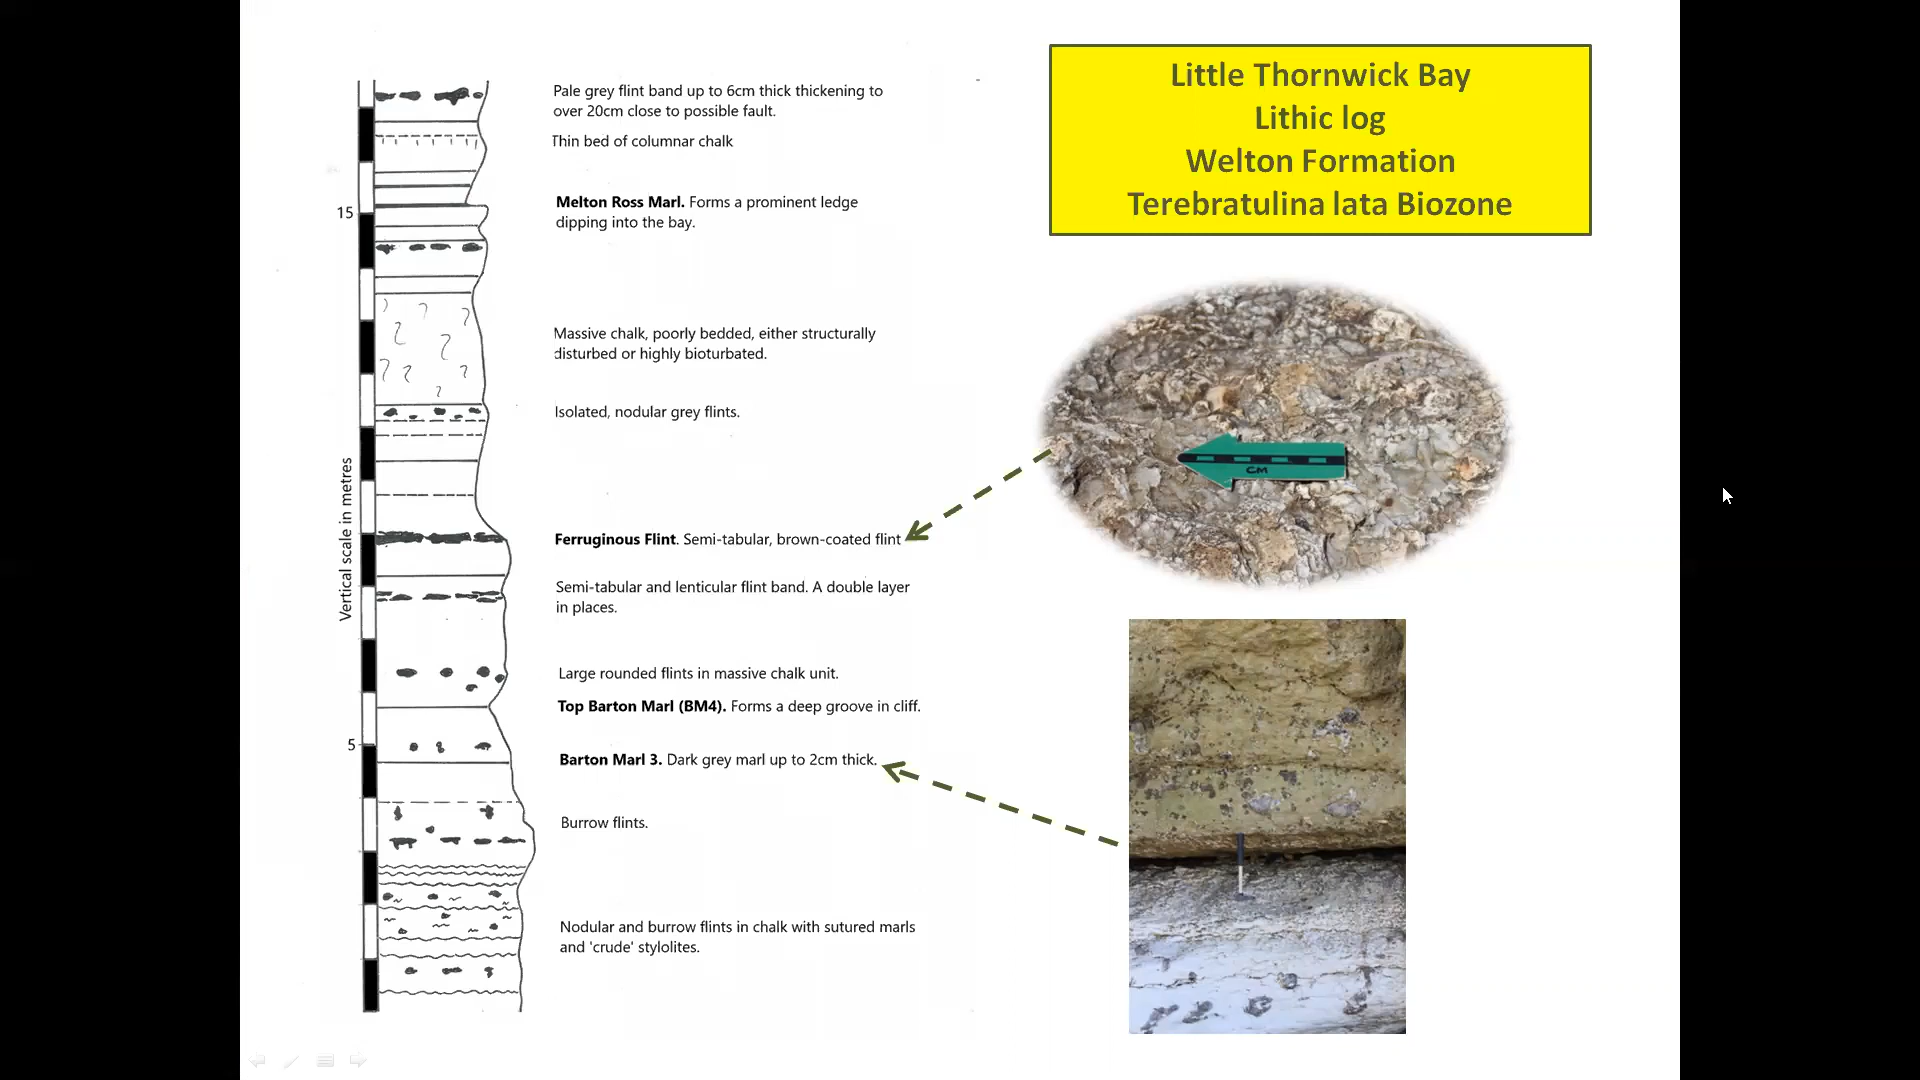 Little Thornwick Bay
Lithic log
Welton Formation
Terebratulina lata Biozone
Pale grey flint band up to 6cm thick thickening to
over 20cm close to possible fault.
Thin bed of columnar chalk
Melton Ross Marl. Forms a prominent ledge
dipping into the bay.
15
Massive chalk, poorly bedded, either structurally
disturbed or highly bioturbated.
Isolated, nodular grey flints.
Vertical scale in metres
CM
Ferruginous Flint. Semi-tabular, brown-coated flint
Semi-tabular and lenticular flint band. A double layer
in places.
Large rounded flints in massive chalk unit.
Top Barton Marl (BM4). Forms a deep groove in cliff.
5
Barton Marl 3. Dark grey marl up to 2cm thick.
Burrow flints.
Nodular and burrow flints in chalk with sutured marls
and 'crude' stylolites.